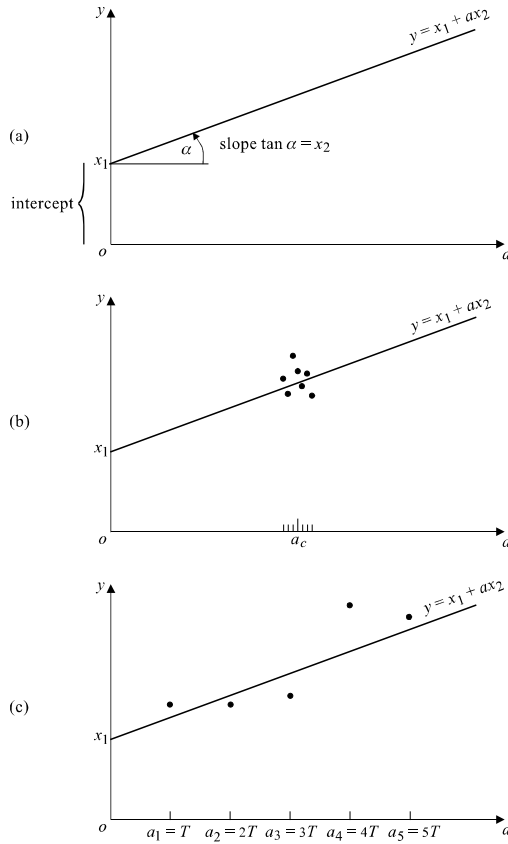 y
y = x₁ + ax₂
(a)
α
slope tan α = x₂
x₁
intercept
o
a
y
y = x₁ + ax₂
(b)
x₁
o
a_c
a
y
y = x₁ + ax₂
(c)
x₁
o
a₁ = T a₂ = 2T a₃ = 3T a₄ = 4T a₅ = 5T
a